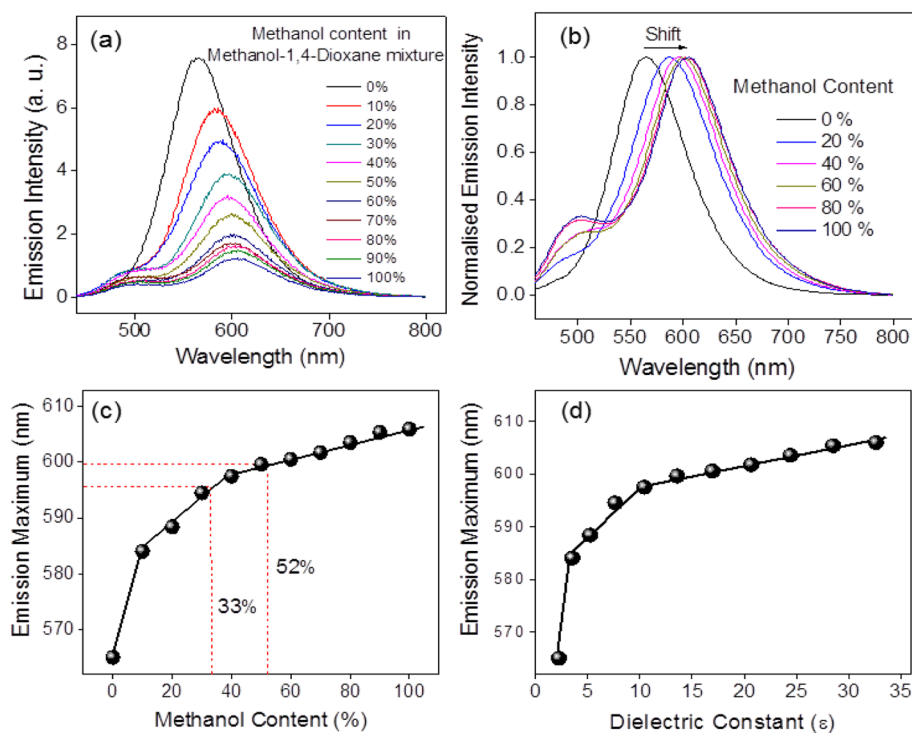 (a)
Methanol content in
Methanol-1,4-Dioxane mixture
0%
10%
20%
30%
40%
50%
60%
70%
80%
90%
100%
8
6
4
2
0
500 600 700 800
Emission Intensity (a. u.)
Wavelength (nm)
(b)
Shift
Methanol Content
0 %
20 %
40 %
60 %
80 %
100 %
1.0
0.8
0.6
0.4
0.2
0.0
500 550 600 650 700 750 800
Normalised Emission Intensity
Wavelength (nm)
(c)
610
600
590
580
570
52%
33%
0 20 40 60 80 100
Emission Maximum (nm)
Methanol Content (%)
(d)
610
600
590
580
570
0 5 10 15 20 25 30 35
Emission Maximum (nm)
Dielectric Constant (ε)